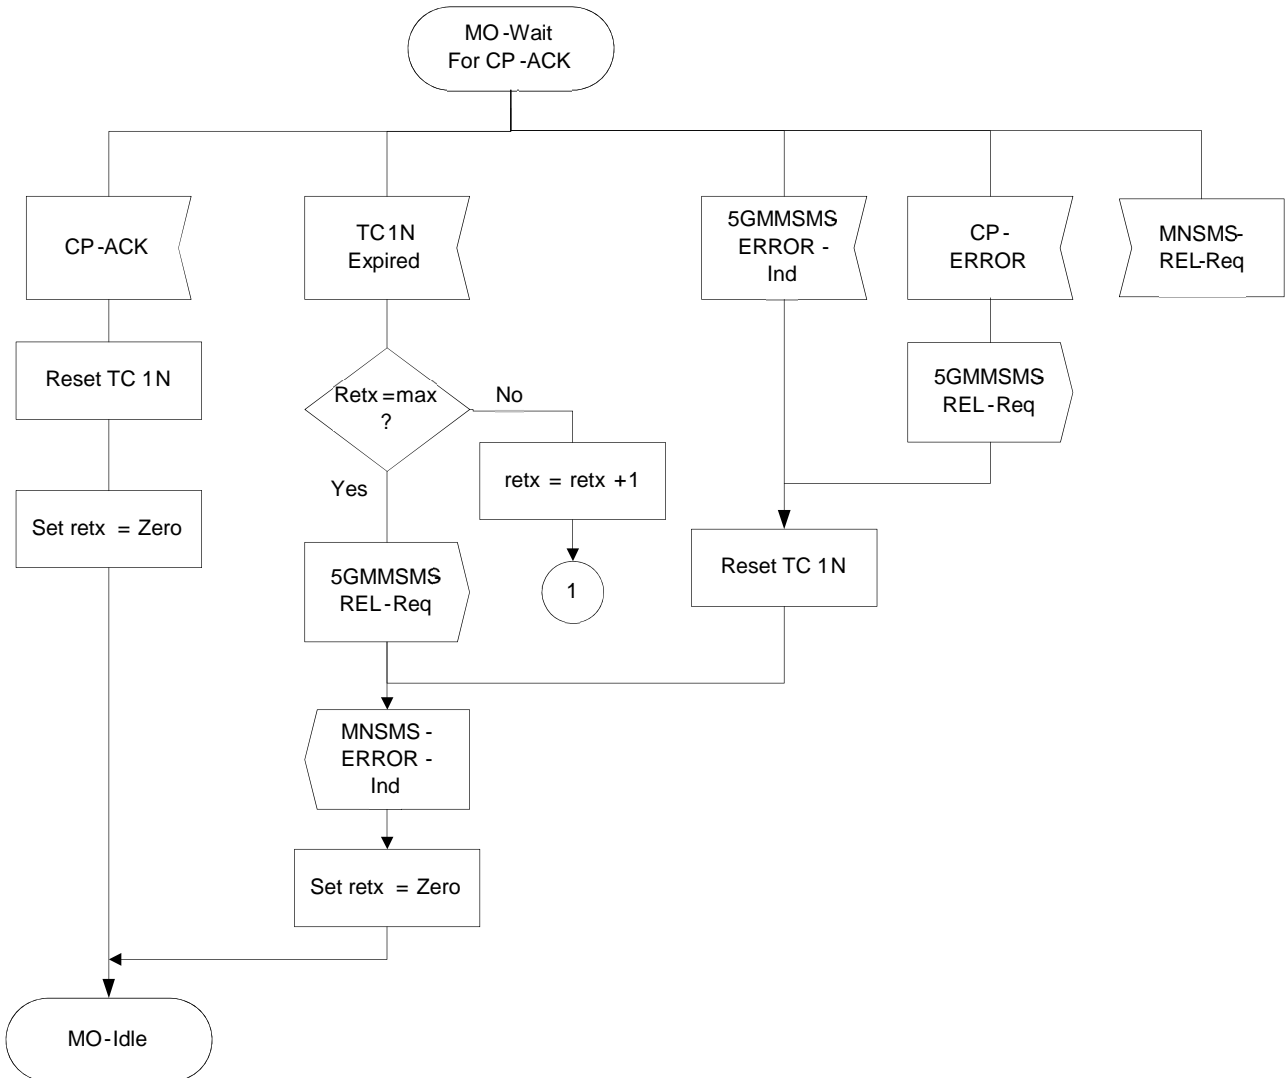 MO-Wait
For CP-ACK
CP-ACK
TC1N
Expired
5GMMSMS-
ERROR-
Ind
CP-
ERROR
MNSMS-
REL-Req
Reset TC 1N
Retx=max
?
No
5GMMSMS-
REL-Req
Yes
retx = retx +1
Set retx = Zero
5GMMSMS-
REL-Req
1
Reset TC 1N
MNSMS-
ERROR-
Ind
Set retx = Zero
MO-Idle